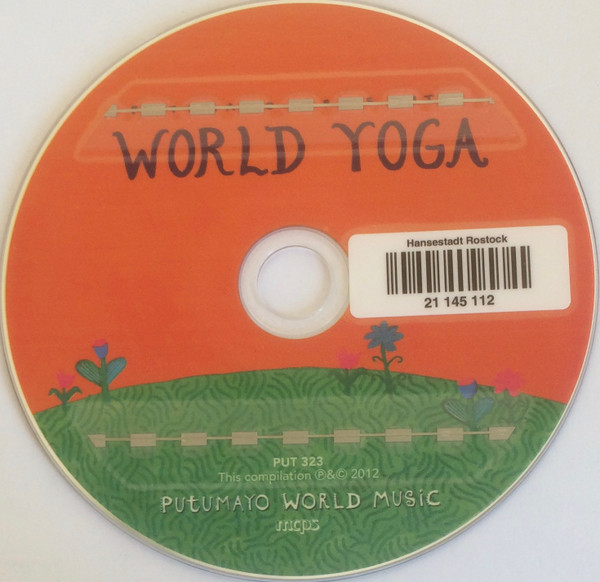 WORLD YOGA
Hansestadt Rostock
21 145 112
PUT 323
This compilation ℗&© 2012
PUTUMAYO WORLD MUSIC
mcps